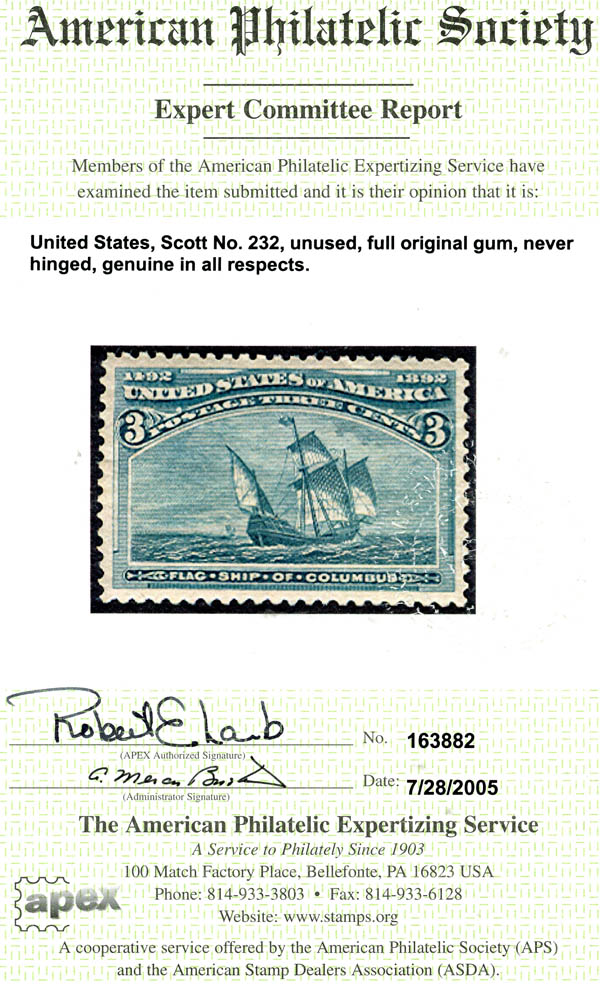 American Philatelic Society
Expert Committee Report
Members of the American Philatelic Expertizing Service have
examined the item submitted and it is their opinion that it is:
United States, Scott No. 232, unused, full original gum, never
hinged, genuine in all respects.
1492 1892
UNITED STATES OF AMERICA
POSTAGE THREE CENTS
3 3
FLAG·SHIP·OF·COLUMBUS
Robert E. Lamb
No. 163882
(APEX Authorized Signature)
G. Mercer
Date: 7/28/2005
(Administrator Signature)
The American Philatelic Expertizing Service
A Service to Philately Since 1903
100 Match Factory Place, Bellefonte, PA 16823 USA
Phone: 814-933-3803 • Fax: 814-933-6128
apex
Website: www.stamps.org
A cooperative service offered by the American Philatelic Society (APS)
and the American Stamp Dealers Association (ASDA).